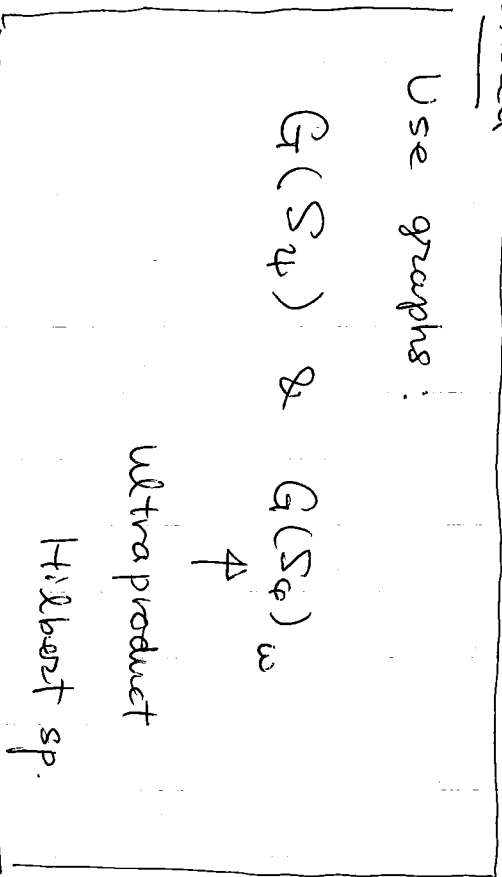 Use graphs :
G(S_φ) & G(S_φ)_ω
ultraproduct
Hilbert sp.